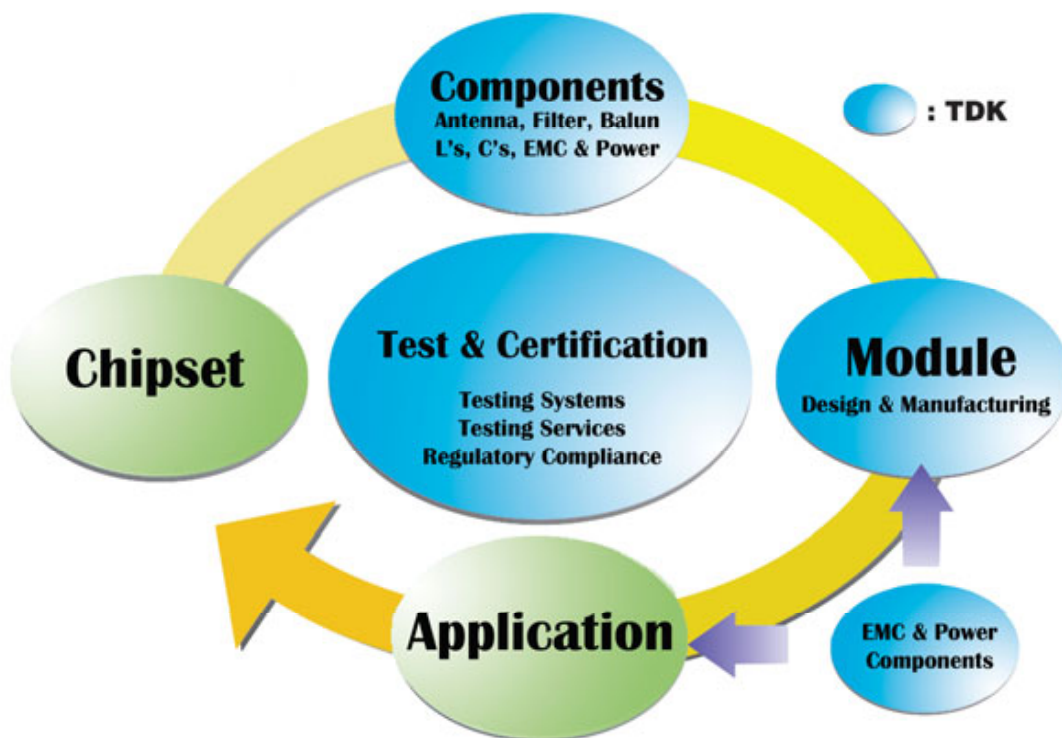 Components
Antenna, Filter, Balun
L's, C's, EMC & Power
: TDK
Chipset
Test & Certification
Testing Systems
Testing Services
Regulatory Compliance
Module
Design & Manufacturing
Application
EMC & Power
Components